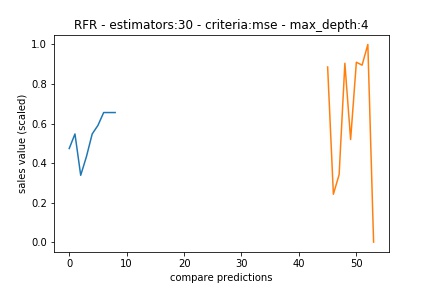 RFR - estimators:30 - criteria:mse - max_depth:4
1.0
0.8
0.6
0.4
0.2
0.0
sales value (scaled)
0 10 20 30 40 50
compare predictions